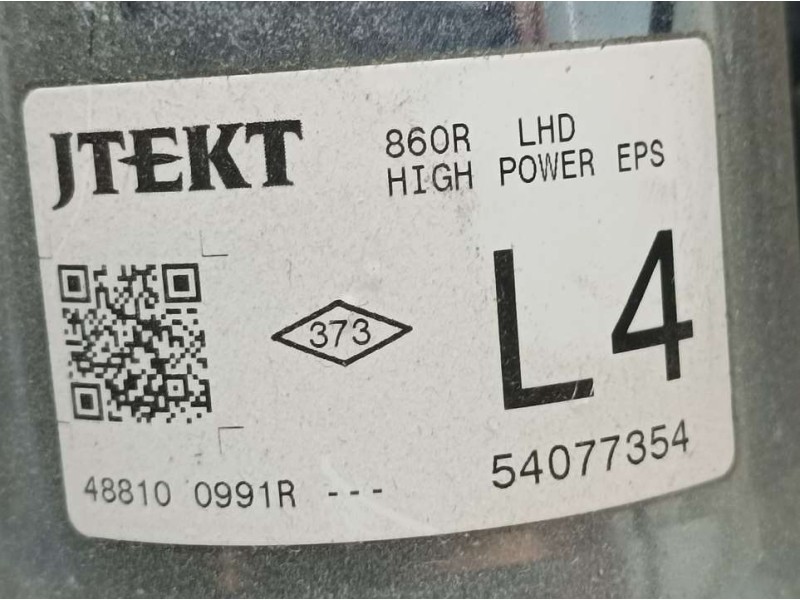 JTEKT
860R LHD
HIGH POWER EPS
373
L4
48810 0991R ---
54077354